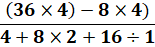 (36 × 4) − 8 × 4)
4 + 8 × 2 + 16 ÷ 1